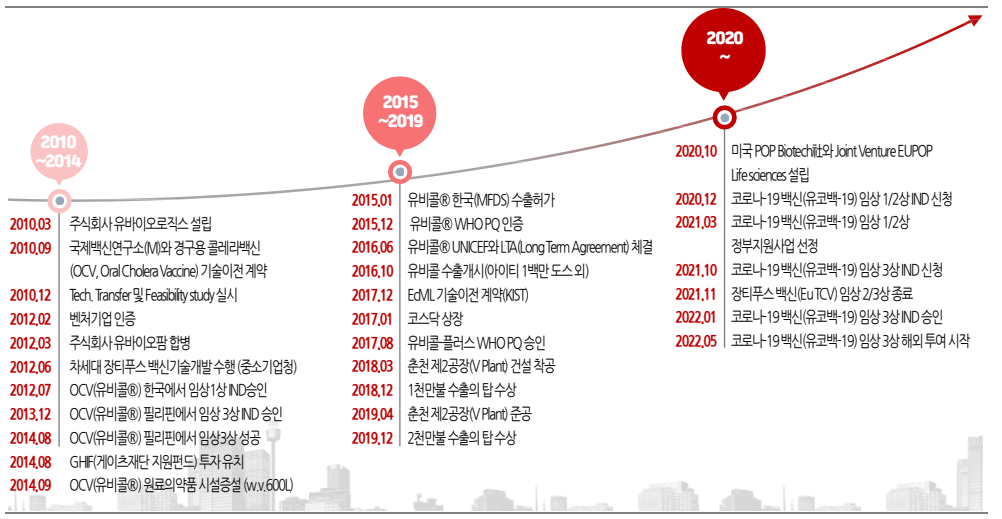 2010
~2014
2010.03 주식회사 유바이오로직스 설립
2010.09 국제백신연구소(M)와 경구용 콜레라백신
(OCV, Oral Cholera Vaccine) 기술이전 계약
2010.12 Tech. Transfer 및 Feasibility study 실시
2012.02 벤처기업 인증
2012.03 주식회사 유바이오팜 합병
2012.06 차세대 장티푸스 백신기술개발 수행 (중소기업청)
2012.07 OCV(유비콜®) 한국에서 임상1상 IND승인
2013.12 OCV(유비콜®) 필리핀에서 임상 3상 IND 승인
2014.08 OCV(유비콜®) 필리핀에서 임상3상 성공
2014.08 GHIF(게이츠재단 지원펀드) 투자 유치
2014.09 OCV(유비콜®) 원료의약품 시설증설 (w.v.600L)
2015
~2019
2015.01 유비콜® 한국(MFDS) 수출허가
2015.12 유비콜® WHO PQ 인증
2016.06 유비콜® UNICEF와 LTA(Long Term Agreement) 체결
2016.10 유비콜 수출개시(아이티 1백만 도스 외)
2017.12 EcML 기술이전 계약(KIST)
2017.01 코스닥 상장
2017.08 유비콜-플러스 WHO PQ 승인
2018.03 춘천 제2공장(V Plant) 건설 착공
2018.12 1천만불 수출의 탑 수상
2019.04 춘천 제2공장(V Plant) 준공
2019.12 2천만불 수출의 탑 수상
2020
~
2020.10 미국 POP Biotech社와 Joint Venture EUPOP
Life sciences 설립
2020.12 코로나-19 백신(유코백-19) 임상 1/2상 IND 신청
2021.03 코로나-19 백신(유코백-19) 임상 1/2상
정부지원사업 선정
2021.10 코로나-19 백신(유코백-19) 임상 3상 IND 신청
2021.11 장티푸스 백신(Eu TCV) 임상 2/3상 종료
2022.01 코로나-19 백신(유코백-19) 임상 3상 IND 승인
2022.05 코로나-19 백신(유코백-19) 임상 3상 해외 투여 시작